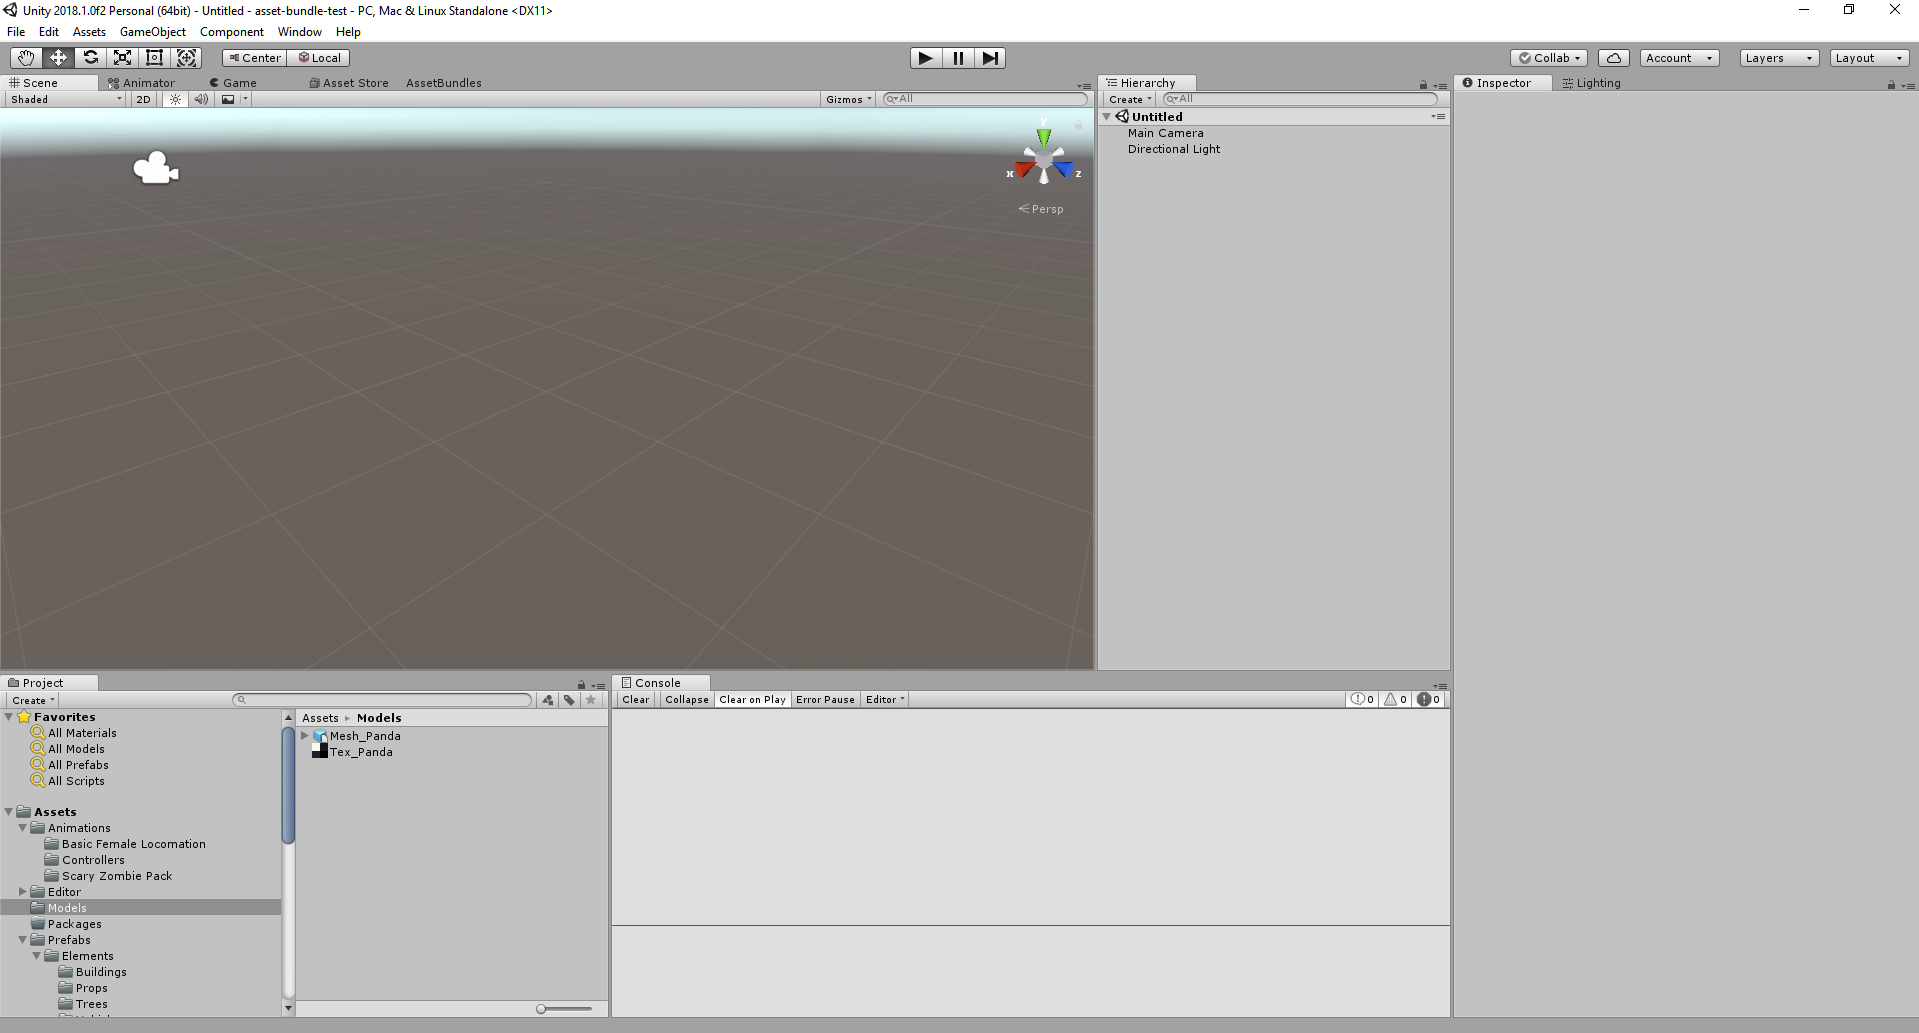 Unity 2018.1.0f2 Personal (64bit) - Untitled - asset-bundle-test - PC, Mac & Linux Standalone <DX11>
File Edit Assets GameObject Component Window Help
Center Local Collab Account Layers Layout
Scene Animator Game Asset Store AssetBundles
Shaded 2D Gizmos All
y
x z
Persp
Hierarchy
Create All
Untitled
Main Camera
Directional Light
Inspector Lighting
Project
Create
Favorites
All Materials
All Models
All Prefabs
All Scripts
Assets
Animations
Basic Female Locomation
Controllers
Scary Zombie Pack
Editor
Models
Packages
Prefabs
Elements
Buildings
Props
Trees
Assets Models
Mesh_Panda
Tex_Panda
Console
Clear Collapse Clear on Play Error Pause Editor 0 0 0